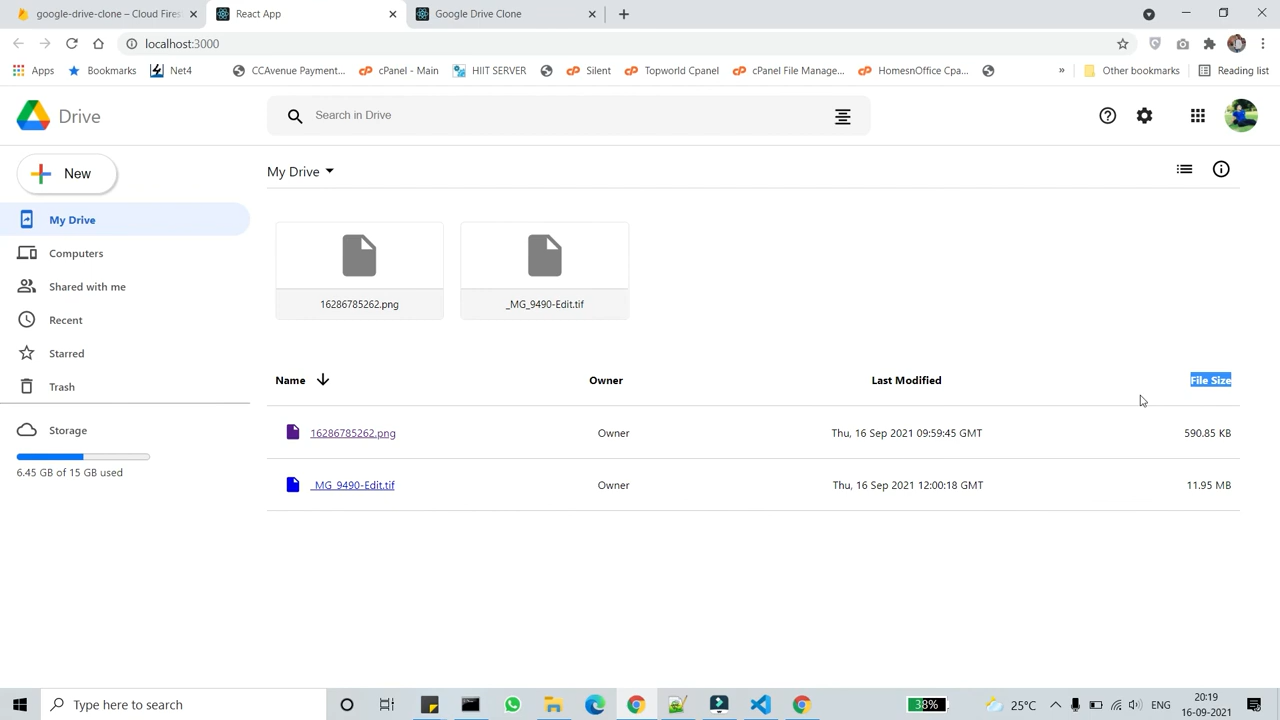 google-drive-clone – Cloud Fires
React App
Google Drive Clone
localhost:3000
Apps
Bookmarks
Net4
CCAvenue Payment...
cPanel - Main
HIIT SERVER
Silent
Topworld Cpanel
cPanel File Manage...
HomesnOffice Cpa...
»
Other bookmarks
Reading list
Drive
Search in Drive
New
My Drive
My Drive
Computers
Shared with me
Recent
Starred
Trash
Storage
6.45 GB of 15 GB used
16286785262.png
_MG_9490-Edit.tif
Name
Owner
Last Modified
File Size
16286785262.png
Owner
Thu, 16 Sep 2021 09:59:45 GMT
590.85 KB
_MG_9490-Edit.tif
Owner
Thu, 16 Sep 2021 12:00:18 GMT
11.95 MB
Type here to search
38%
25°C
ENG
20:19
16-09-2021